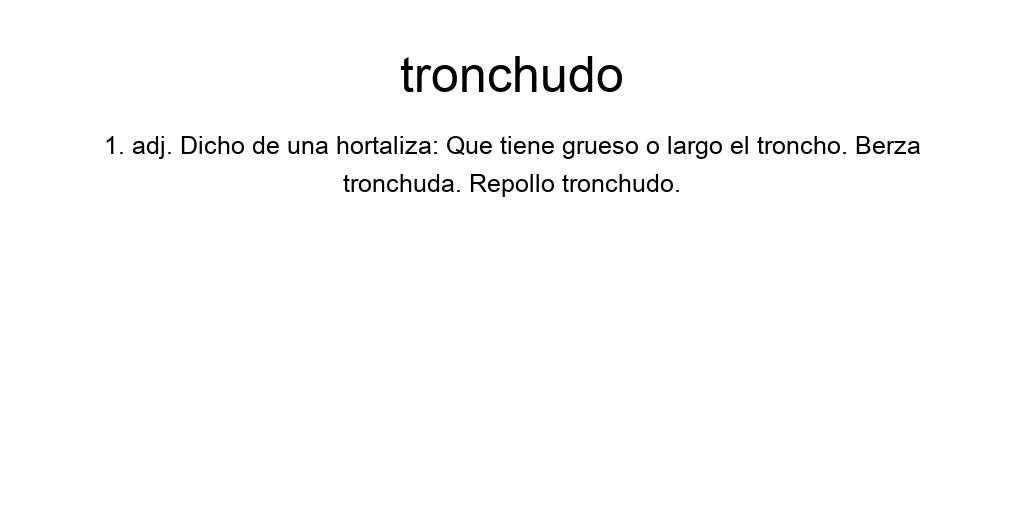 tronchudo
1. adj. Dicho de una hortaliza: Que tiene grueso o largo el troncho. Berza
tronchuda. Repollo tronchudo.